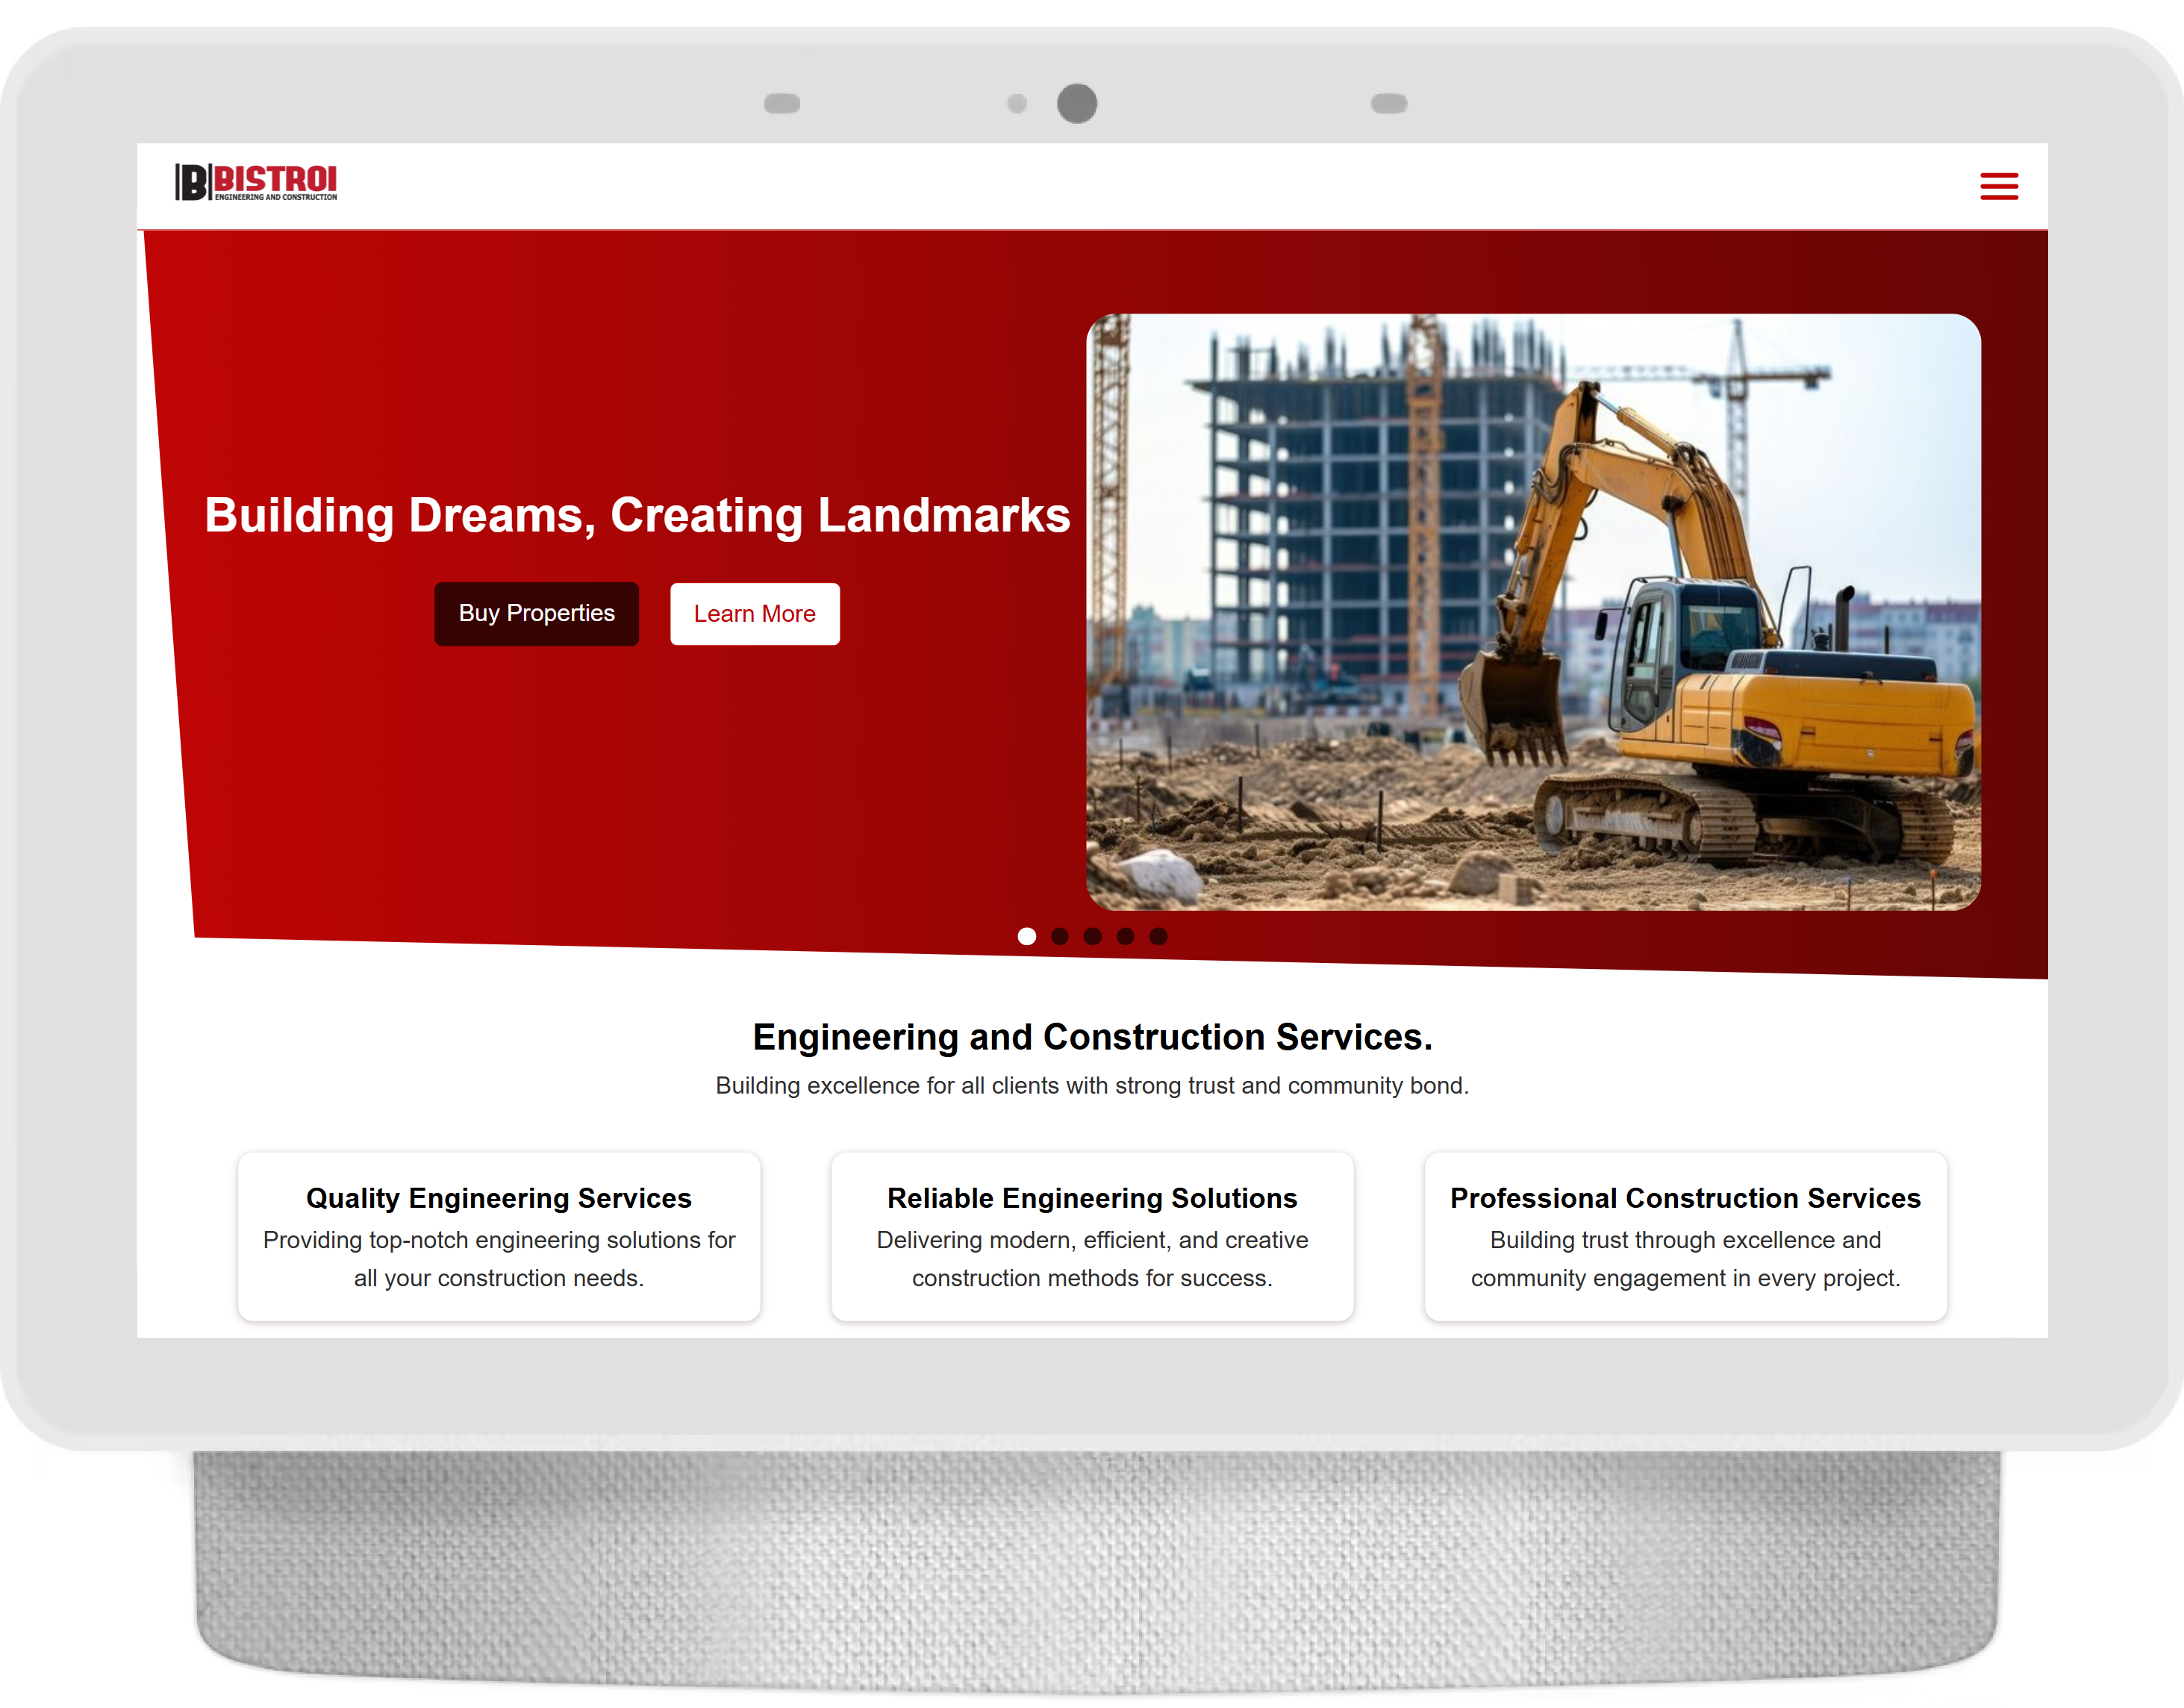 BISTROI
ENGINEERING AND CONSTRUCTION
Building Dreams, Creating Landmarks
Buy Properties
Learn More
Engineering and Construction Services.
Building excellence for all clients with strong trust and community bond.
Quality Engineering Services
Providing top-notch engineering solutions for
all your construction needs.
Reliable Engineering Solutions
Delivering modern, efficient, and creative
construction methods for success.
Professional Construction Services
Building trust through excellence and
community engagement in every project.